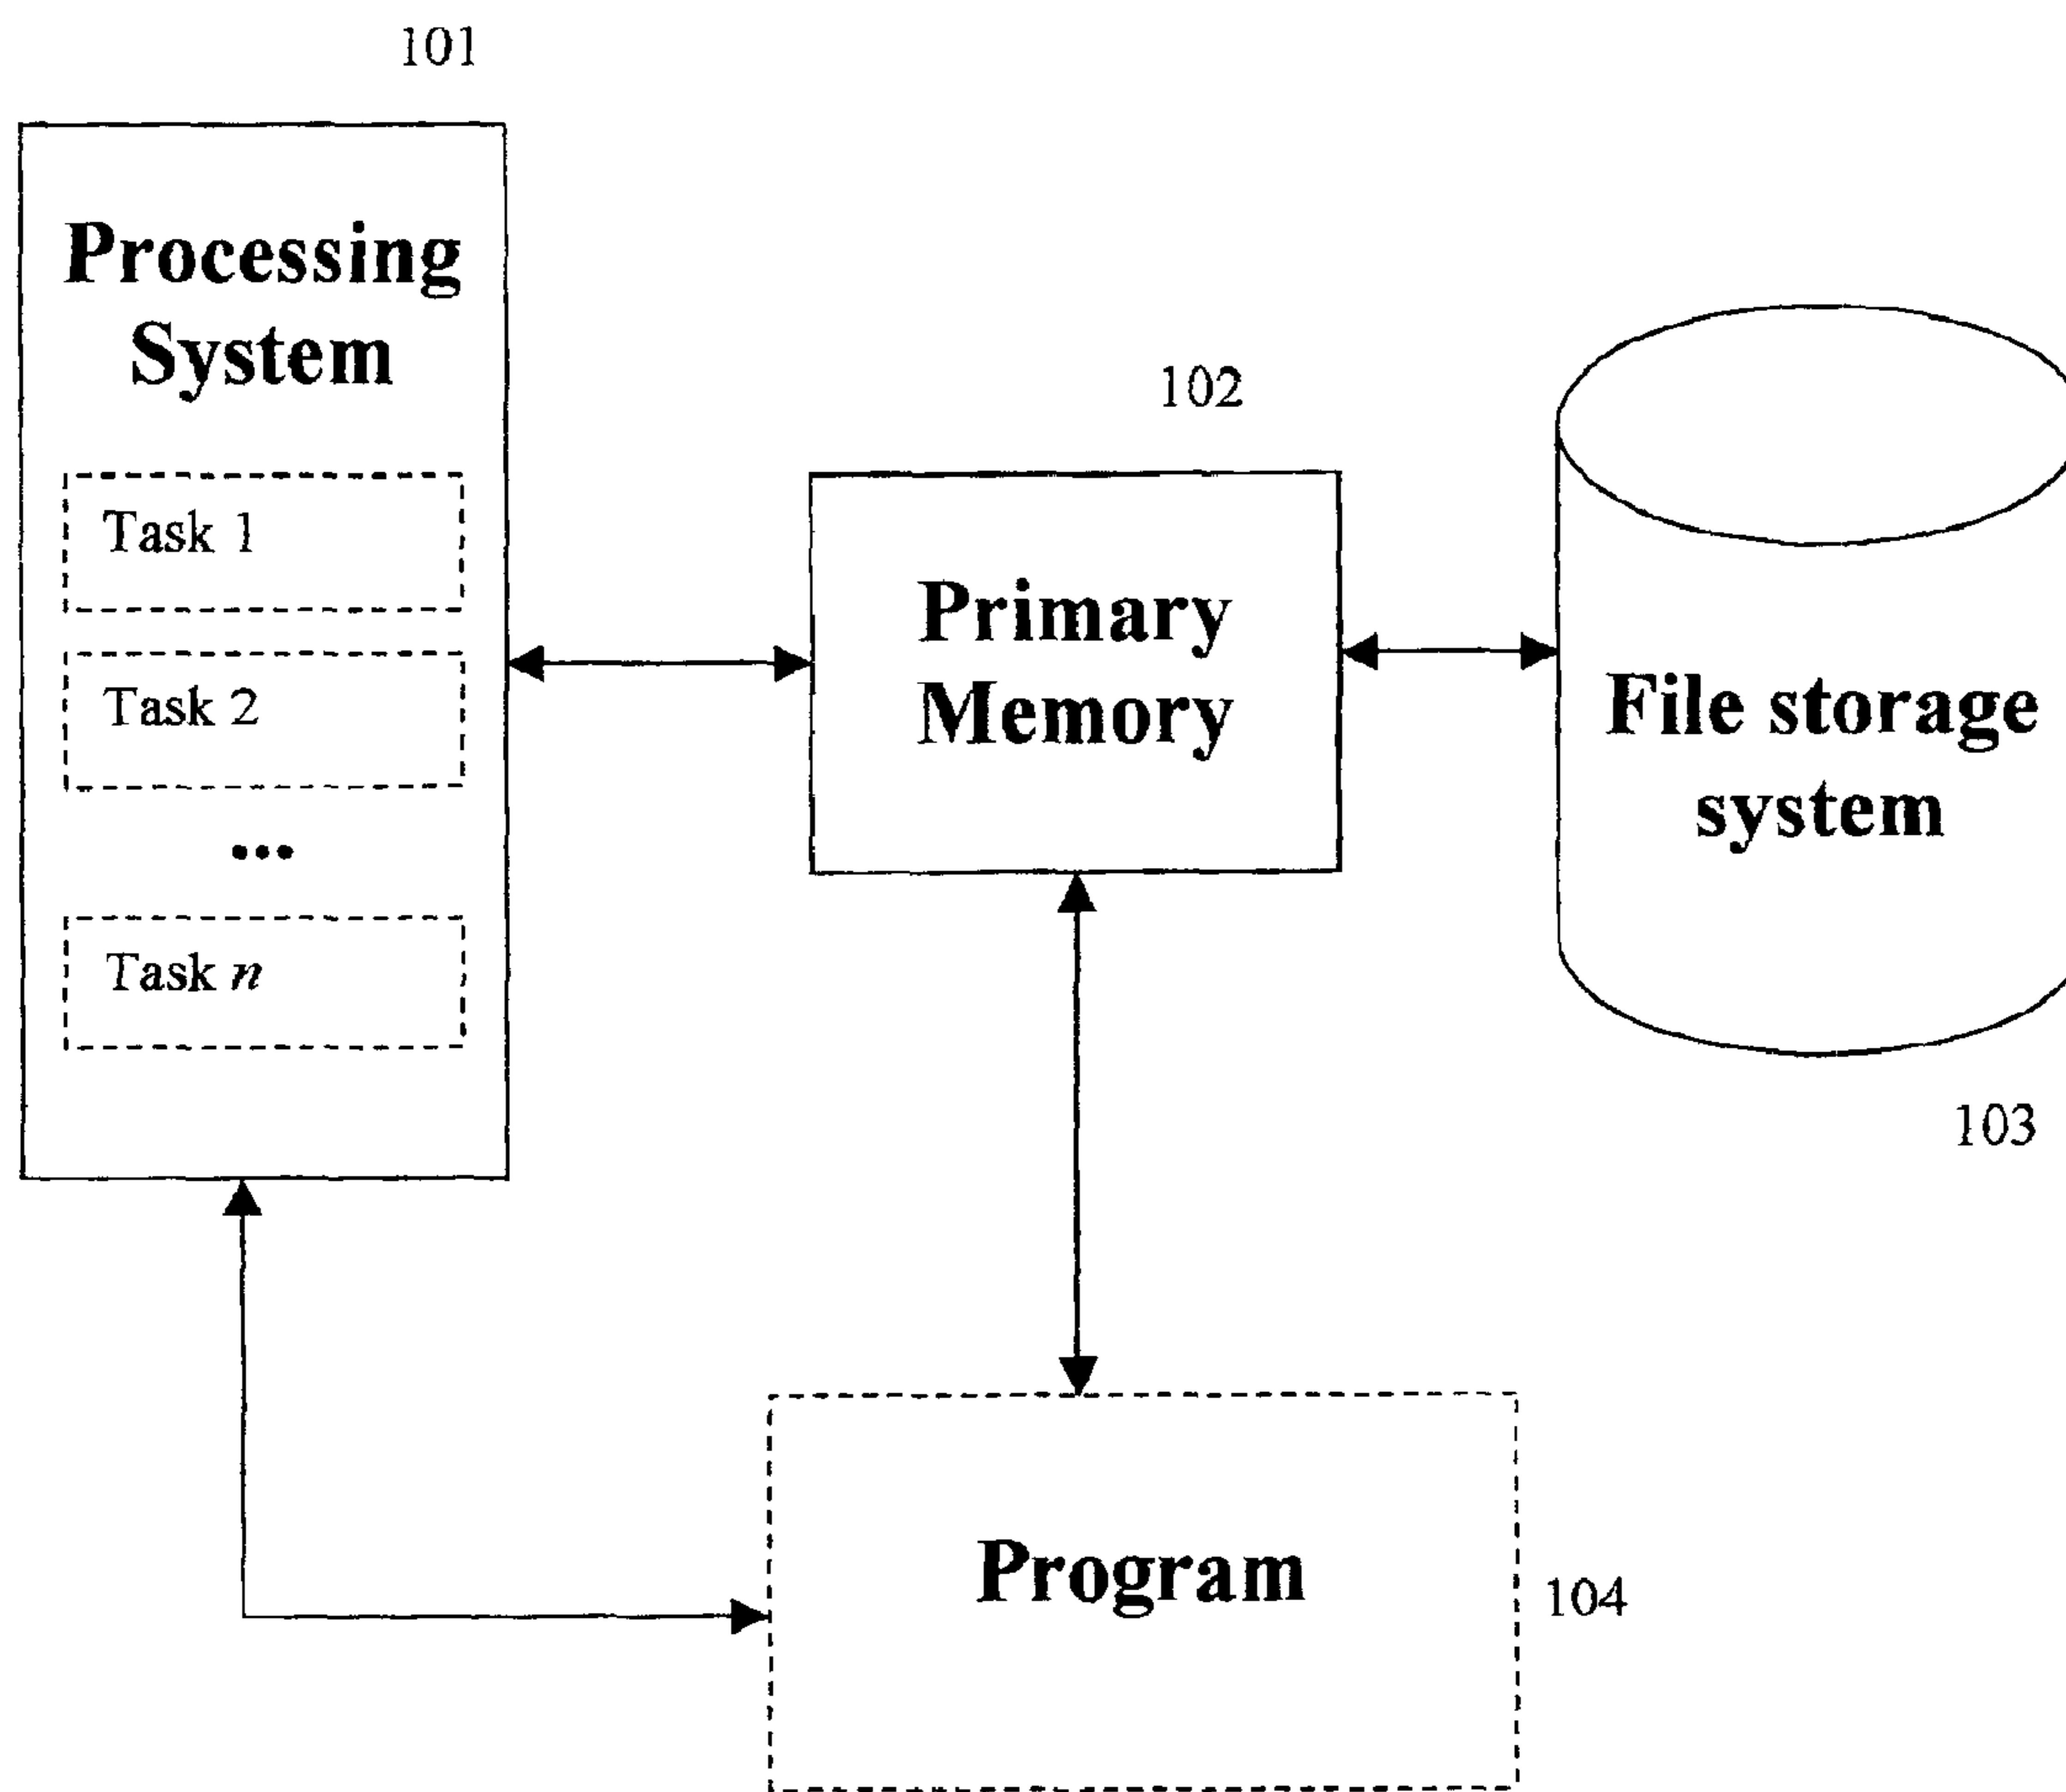 101
Processing
System
Task 1
Task 2
...
Task n
102
Primary
Memory
File storage
system
103
Program
104